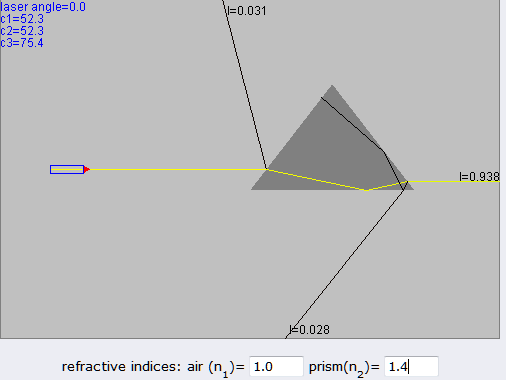 laser angle=0.0
c1=52.3
c2=52.3
c3=75.4
I=0.031
I=0.938
I=0.028
refractive indices: air (n1)= 1.0 prism(n2)= 1.4